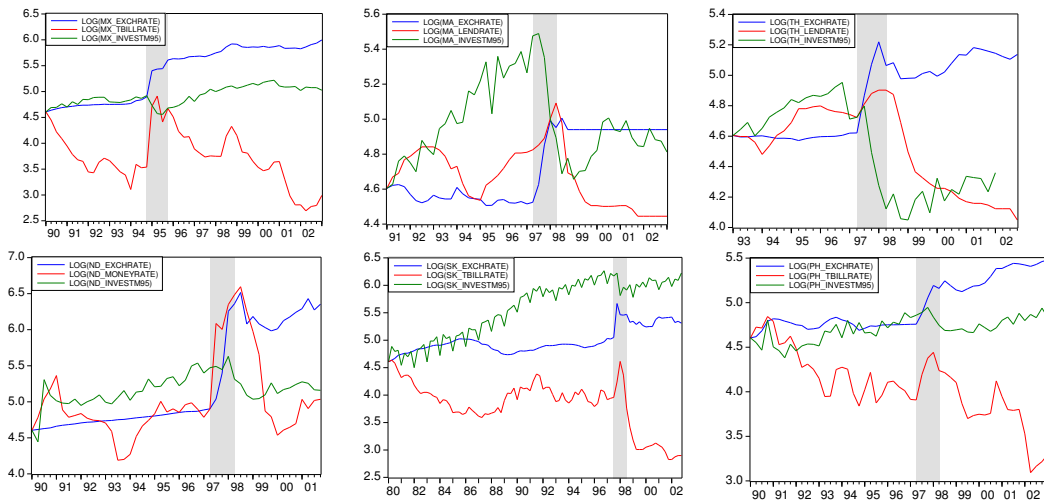 LOG(MX_EXCHRATE)
LOG(MX_TBILLRATE)
LOG(MX_INVESTM95)
6.5
6.0
5.5
5.0
4.5
4.0
3.5
3.0
2.5
90 91 92 93 94 95 96 97 98 99 00 01 02
LOG(MA_EXCHRATE)
LOG(MA_LENDRATE)
LOG(MA_INVESTM95)
5.6
5.4
5.2
5.0
4.8
4.6
4.4
91 92 93 94 95 96 97 98 99 00 01 02
LOG(TH_EXCHRATE)
LOG(TH_LENDRATE)
LOG(TH_INVESTM95)
5.4
5.2
5.0
4.8
4.6
4.4
4.2
4.0
93 94 95 96 97 98 99 00 01 02
LOG(ND_EXCHRATE)
LOG(ND_MONEYRATE)
LOG(ND_INVESTM95)
7.0
6.5
6.0
5.5
5.0
4.5
4.0
90 91 92 93 94 95 96 97 98 99 00 01
LOG(SK_EXCHRATE)
LOG(SK_TBILLRATE)
LOG(SK_INVESTM95)
6.5
6.0
5.5
5.0
4.5
4.0
3.5
3.0
2.5
80 82 84 86 88 90 92 94 96 98 00 02
LOG(PH_EXCHRATE)
LOG(PH_TBILLRATE)
LOG(PH_INVESTM95)
5.5
5.0
4.5
4.0
3.5
3.0
90 91 92 93 94 95 96 97 98 99 00 01 02